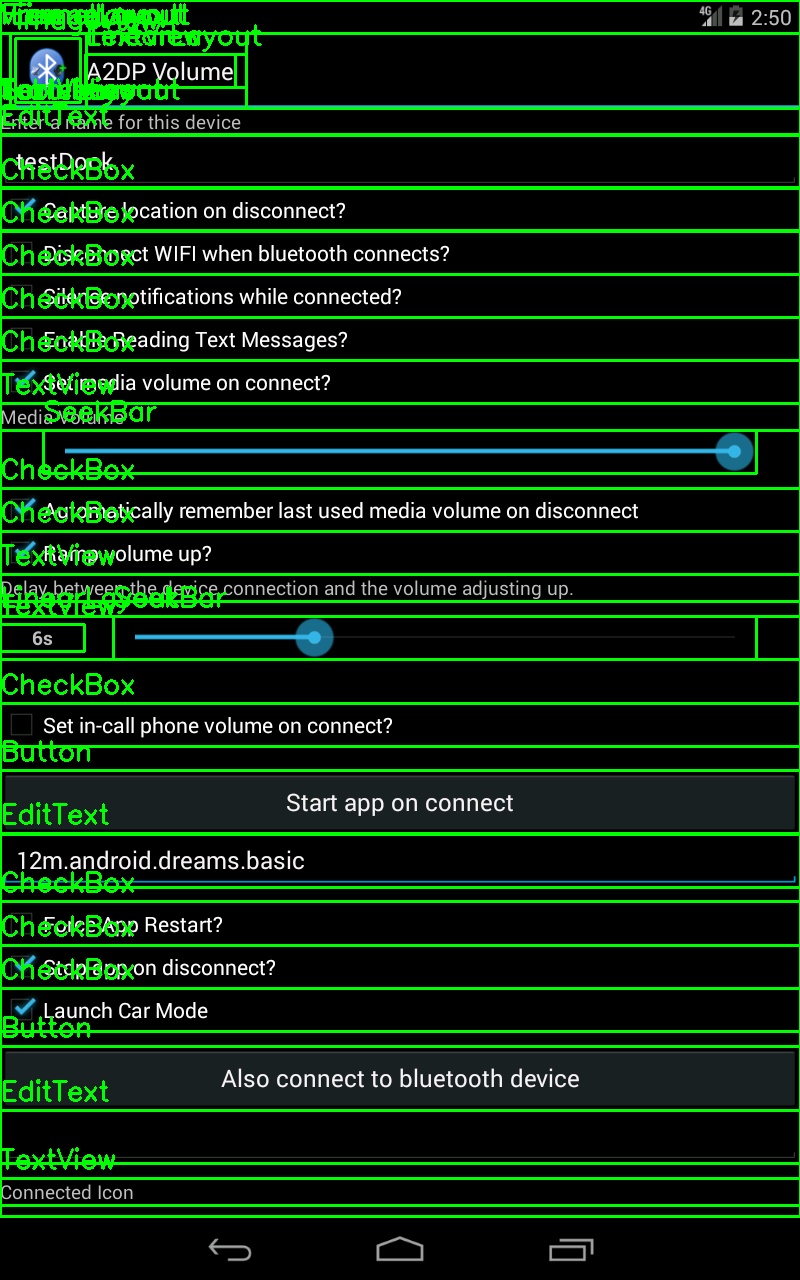 4G 2:50
TextView
A2DP Volume
EditText
Enter a name for this device
testDock
CheckBox
Capture location on disconnect?
CheckBox
Disconnect WIFI when bluetooth connects?
CheckBox
Silence notifications while connected?
CheckBox
Enable Reading Text Messages?
CheckBox
Set media volume on connect?
TextView
SeekBar
Media Volume
CheckBox
Automatically remember last used media volume on disconnect
CheckBox
Ramp volume up?
TextView
Delay between the device connection and the volume adjusting up.
LinearLayout SeekBar
TextView
6s
CheckBox
Set in-call phone volume on connect?
Button
Start app on connect
EditText
12m.android.dreams.basic
CheckBox
Force App Restart?
CheckBox
Stop app on disconnect?
CheckBox
Launch Car Mode
Button
Also connect to bluetooth device
EditText
TextView
Connected Icon